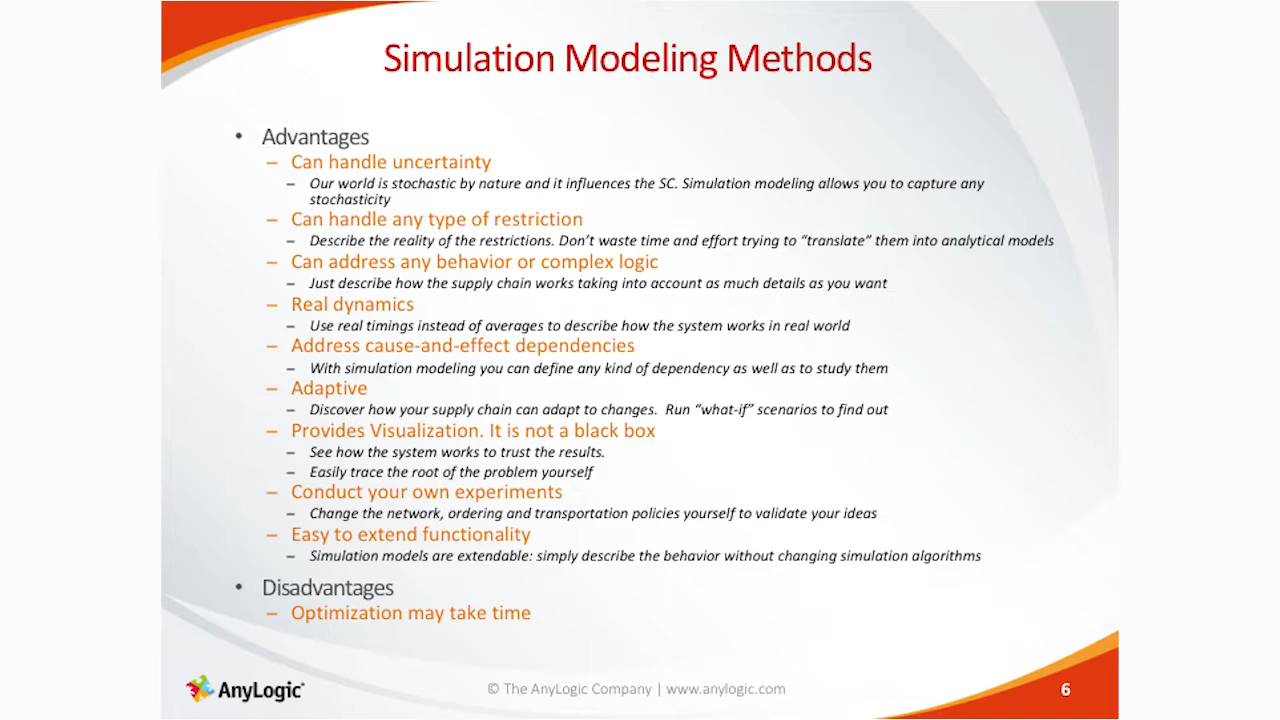 Simulation Modeling Methods
• Advantages
– Can handle uncertainty
– Our world is stochastic by nature and it influences the SC. Simulation modeling allows you to capture any
stochasticity
– Can handle any type of restriction
– Describe the reality of the restrictions. Don’t waste time and effort trying to “translate” them into analytical models
– Can address any behavior or complex logic
– Just describe how the supply chain works taking into account as much details as you want
– Real dynamics
– Use real timings instead of averages to describe how the system works in real world
– Address cause-and-effect dependencies
– With simulation modeling you can define any kind of dependency as well as to study them
– Adaptive
– Discover how your supply chain can adapt to changes.  Run “what-if” scenarios to find out
– Provides Visualization. It is not a black box
– See how the system works to trust the results.
– Easily trace the root of the problem yourself
– Conduct your own experiments
– Change the network, ordering and transportation policies yourself to validate your ideas
– Easy to extend functionality
– Simulation models are extendable: simply describe the behavior without changing simulation algorithms
• Disadvantages
– Optimization may take time
AnyLogic
© The AnyLogic Company | www.anylogic.com
6